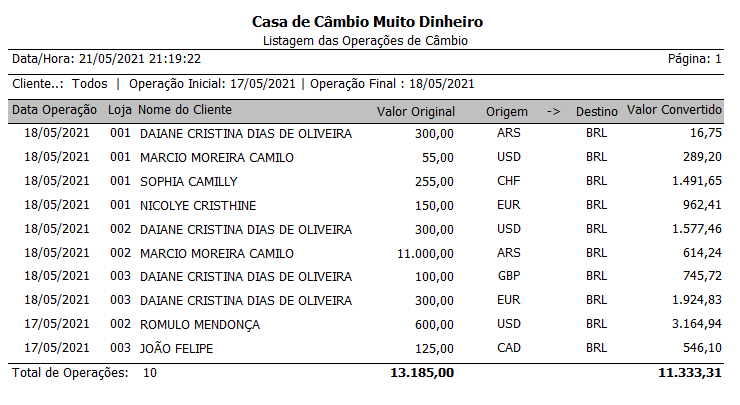 Casa de Câmbio Muito Dinheiro
Listagem das Operações de Câmbio
Data/Hora: 21/05/2021 21:19:22 Página: 1
Cliente..: Todos | Operação Inicial: 17/05/2021 | Operação Final : 18/05/2021
Data Operação Loja Nome do Cliente Valor Original Origem -> Destino Valor Convertido
18/05/2021 001 DAIANE CRISTINA DIAS DE OLIVEIRA 300,00 ARS BRL 16,75
18/05/2021 001 MARCIO MOREIRA CAMILO 55,00 USD BRL 289,20
18/05/2021 001 SOPHIA CAMILLY 255,00 CHF BRL 1.491,65
18/05/2021 001 NICOLYE CRISTHINE 150,00 EUR BRL 962,41
18/05/2021 002 DAIANE CRISTINA DIAS DE OLIVEIRA 300,00 USD BRL 1.577,46
18/05/2021 002 MARCIO MOREIRA CAMILO 11.000,00 ARS BRL 614,24
18/05/2021 003 DAIANE CRISTINA DIAS DE OLIVEIRA 100,00 GBP BRL 745,72
18/05/2021 003 DAIANE CRISTINA DIAS DE OLIVEIRA 300,00 EUR BRL 1.924,83
17/05/2021 002 ROMULO MENDONÇA 600,00 USD BRL 3.164,94
17/05/2021 003 JOÃO FELIPE 125,00 CAD BRL 546,10
Total de Operações: 10 13.185,00 11.333,31